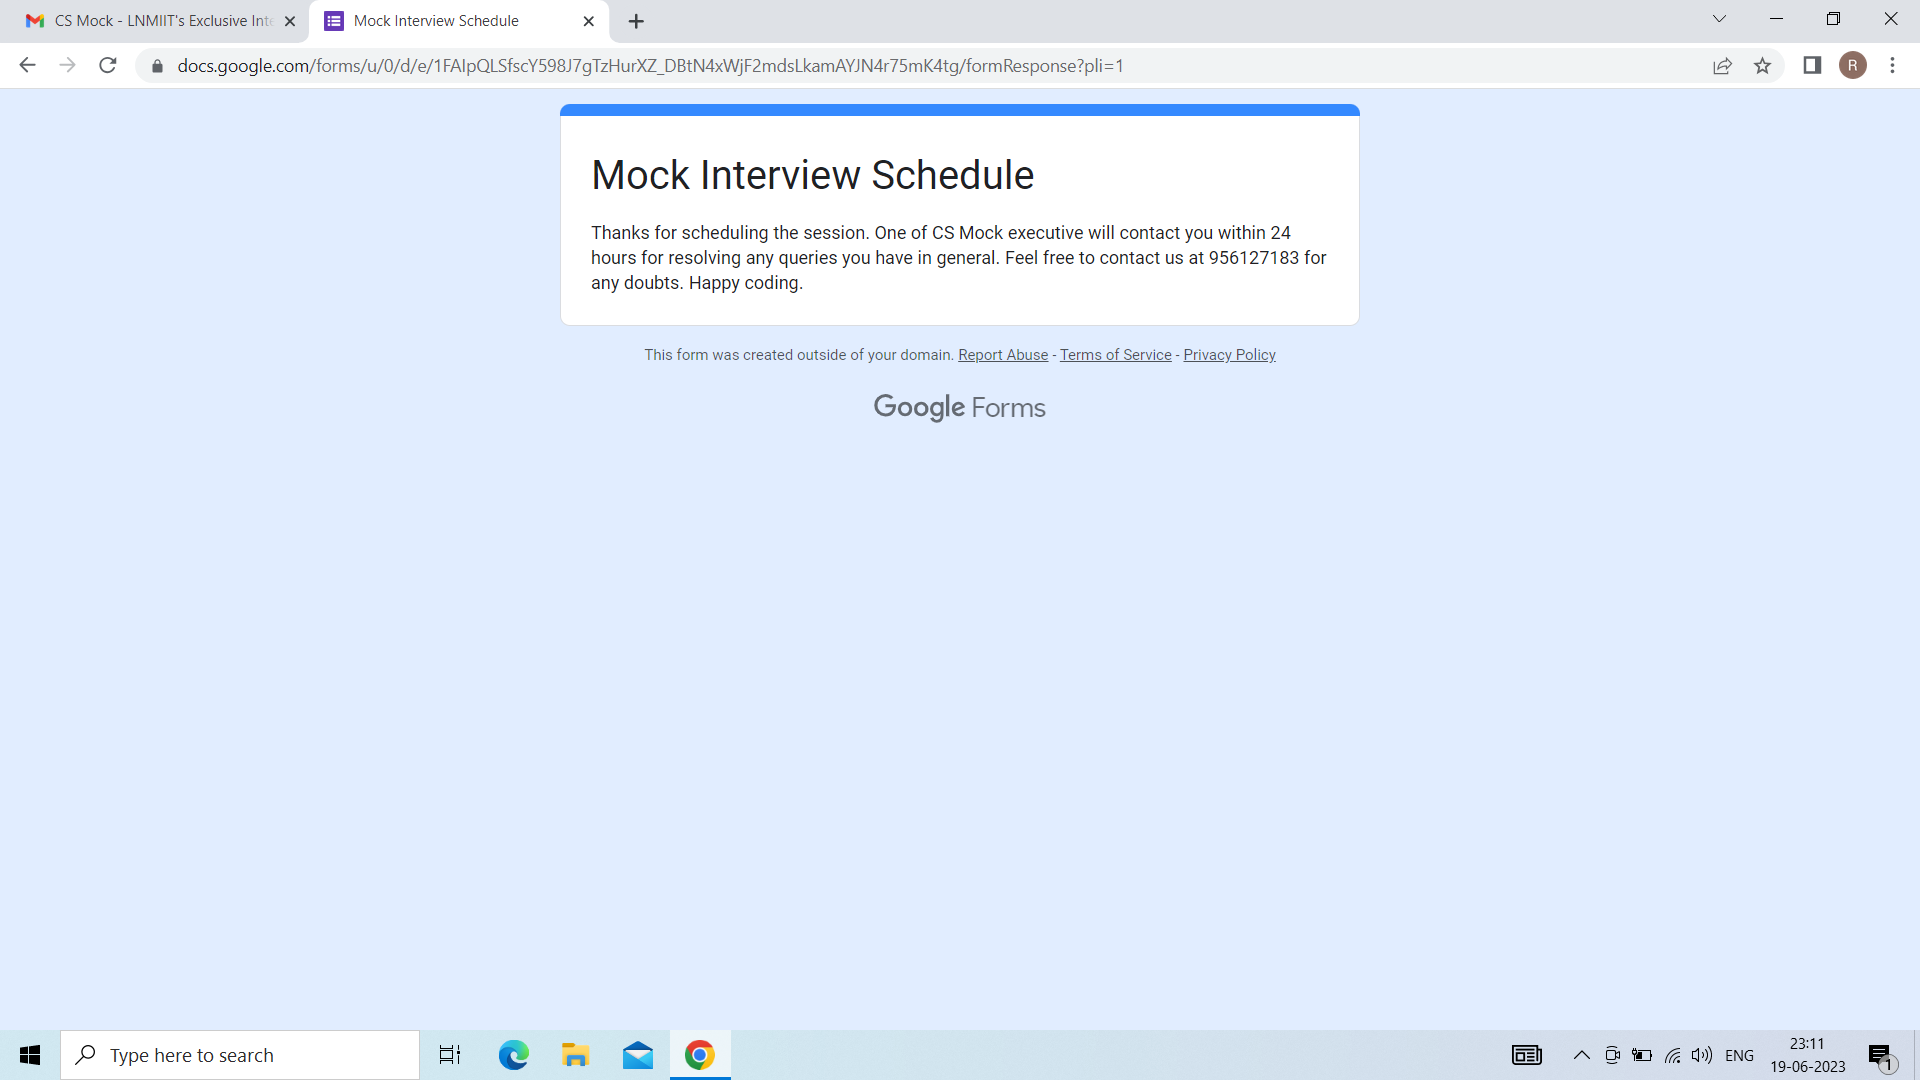 CS Mock - LNMIIT's Exclusive Inte
Mock Interview Schedule
docs.google.com/forms/u/0/d/e/1FAIpQLSfscY598J7gTzHurXZ_DBtN4xWjF2mdsLkamAYJN4r75mK4tg/formResponse?pli=1
R
Mock Interview Schedule
Thanks for scheduling the session. One of CS Mock executive will contact you within 24
hours for resolving any queries you have in general. Feel free to contact us at 956127183 for
any doubts. Happy coding.
This form was created outside of your domain. Report Abuse - Terms of Service - Privacy Policy
Google Forms
Type here to search
ENG
23:11
19-06-2023
1